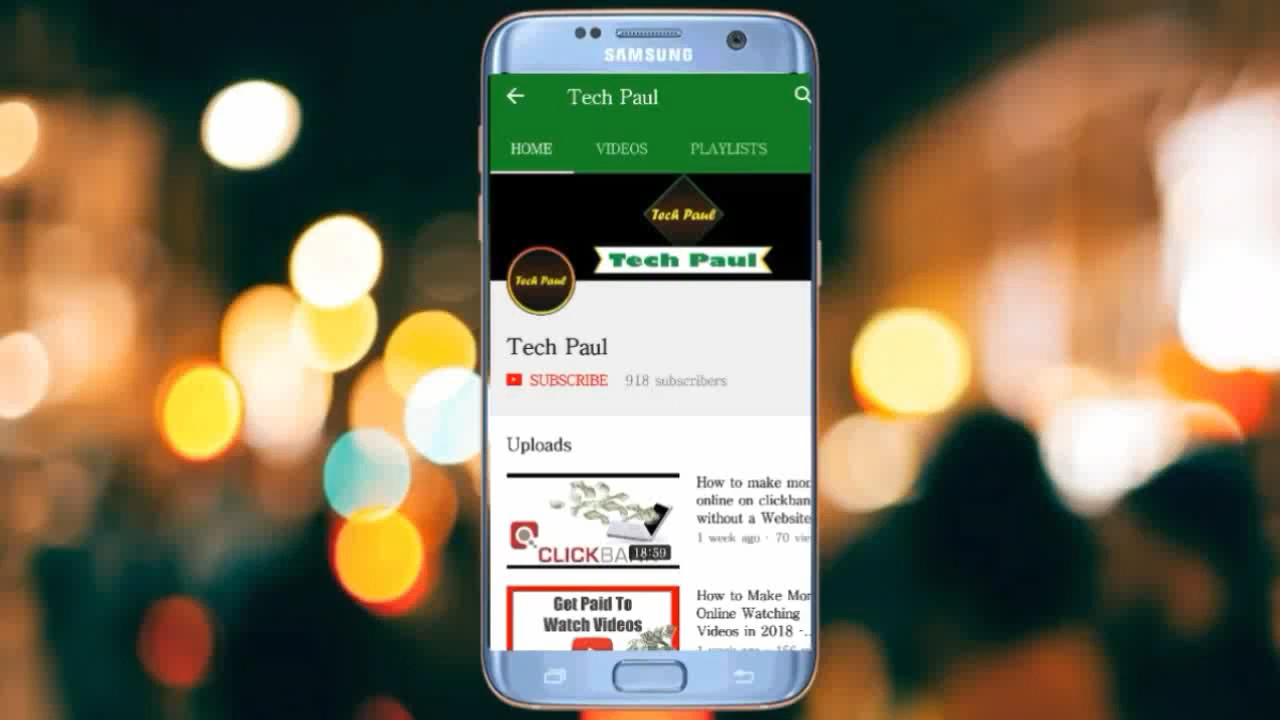 SAMSUNG
Tech Paul
HOME VIDEOS PLAYLISTS
Tech Paul
Tech Paul
Tech Paul
Tech Paul
SUBSCRIBE 918 subscribers
Uploads
How to make mor
online on clickban
without a Website
1 week ago · 70 vie
CLICKBA
18:59
Get Paid To
Watch Videos
How to Make Mor
Online Watching
Videos in 2018 -..